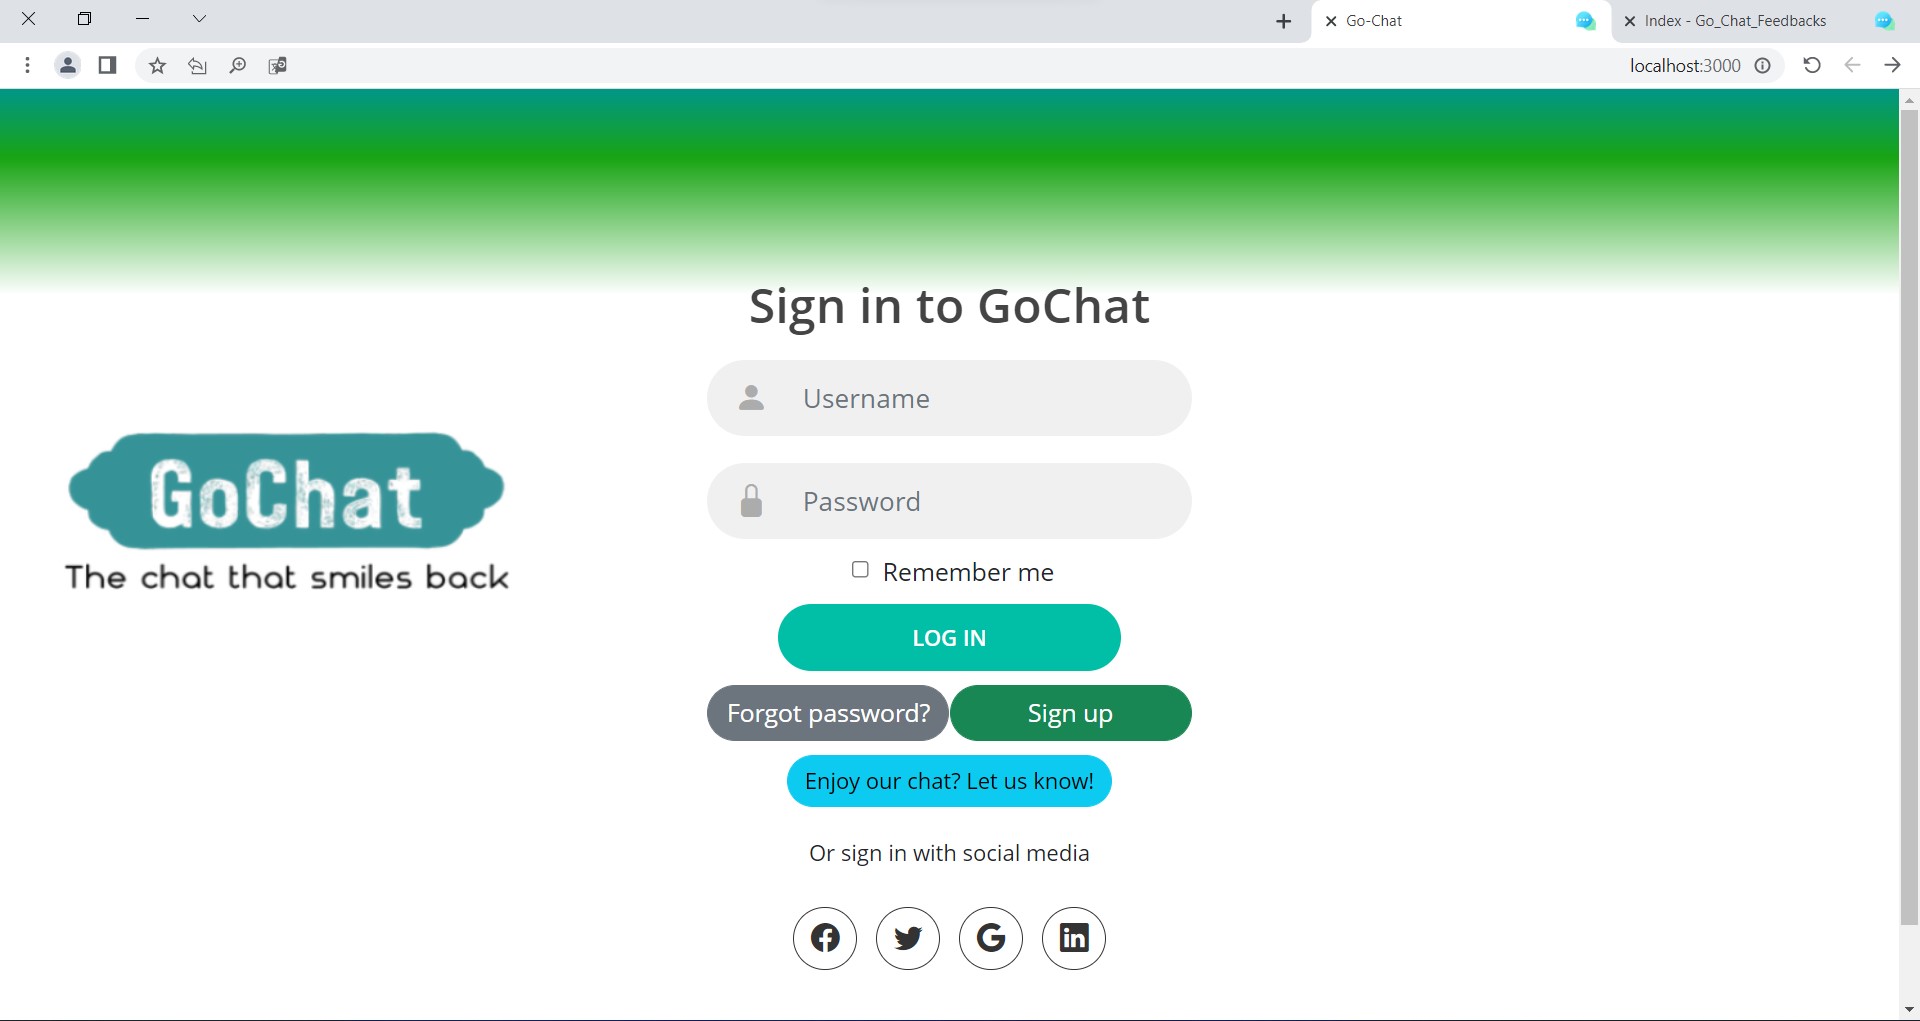 Go-Chat
Index - Go_Chat_Feedbacks
localhost:3000
Sign in to GoChat
Username
Password
GoChat
The chat that smiles back
Remember me
LOG IN
Forgot password?
Sign up
Enjoy our chat? Let us know!
Or sign in with social media